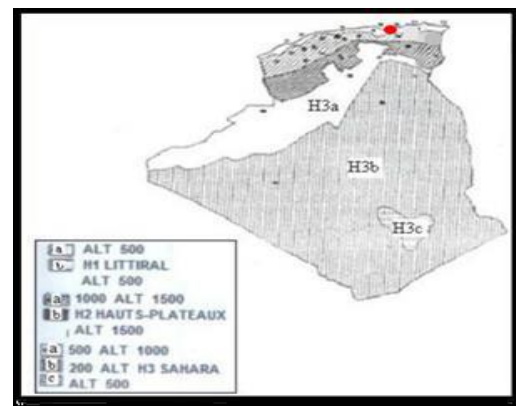 H3a
H3b
H3c
a ALT 500
H1 LITTIRAL
ALT 500
a 1000 ALT 1500
b H2 HAUTS-PLATEAUX
ALT 1500
a 500 ALT 1000
b 200 ALT H3 SAHARA
c ALT 500